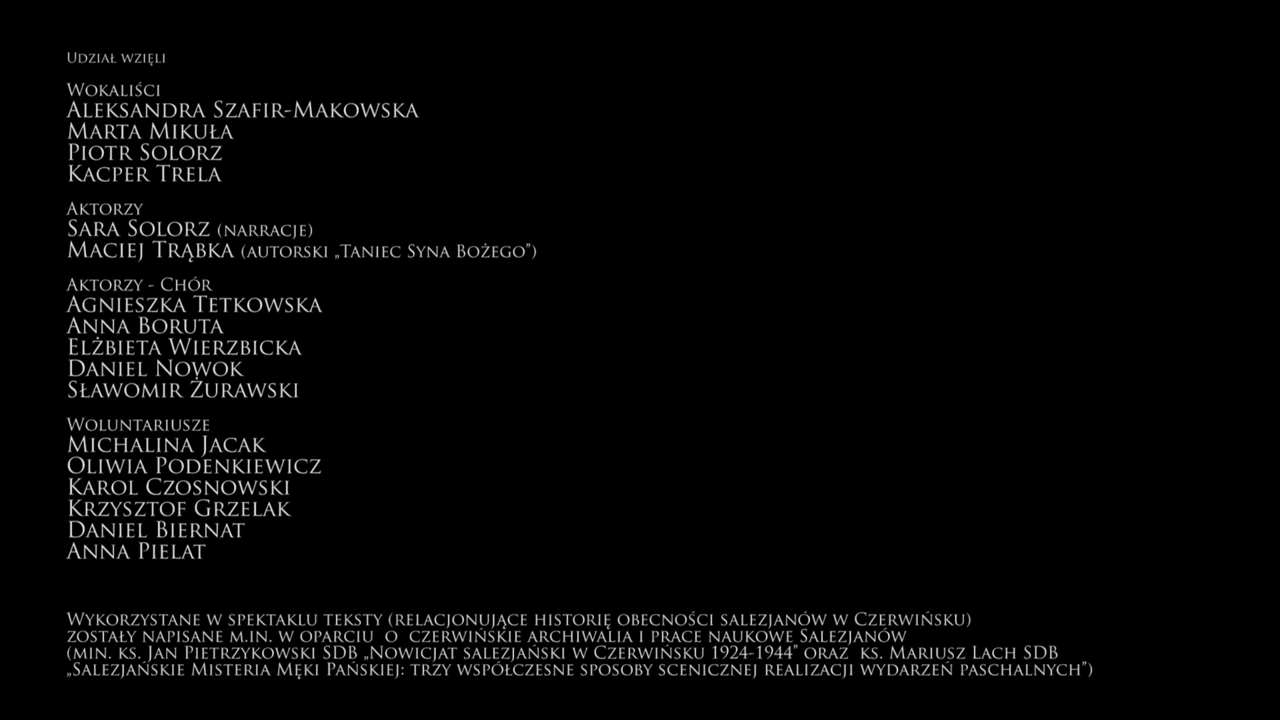 Udział wzięli
Wokaliści
Aleksandra Szafir-Makowska
Marta Mikuła
Piotr Solorz
Kacper Trela
Aktorzy
Sara Solorz (narracje)
Maciej Trąbka (autorski „Taniec Syna Bożego”)
Aktorzy - Chór
Agnieszka Tetkowska
Anna Boruta
Elżbieta Wierzbicka
Daniel Nowok
Sławomir Żurawski
Woluntariusze
Michalina Jacak
Oliwia Podenkiewicz
Karol Czosnowski
Krzysztof Grzelak
Daniel Biernat
Anna Pielat
Wykorzystane w spektaklu teksty (relacjonujące historię obecności salezjanów w Czerwińsku)
zostały napisane m.in. w oparciu o czerwińskie archiwalia i prace naukowe Salezjanów
(min. ks. Jan Pietrzykowski SDB „Nowicjat salezjański w Czerwińsku 1924-1944” oraz ks. Mariusz Lach SDB
„Salezjańskie Misteria Męki Pańskiej: trzy współczesne sposoby scenicznej realizacji wydarzeń paschalnych”)